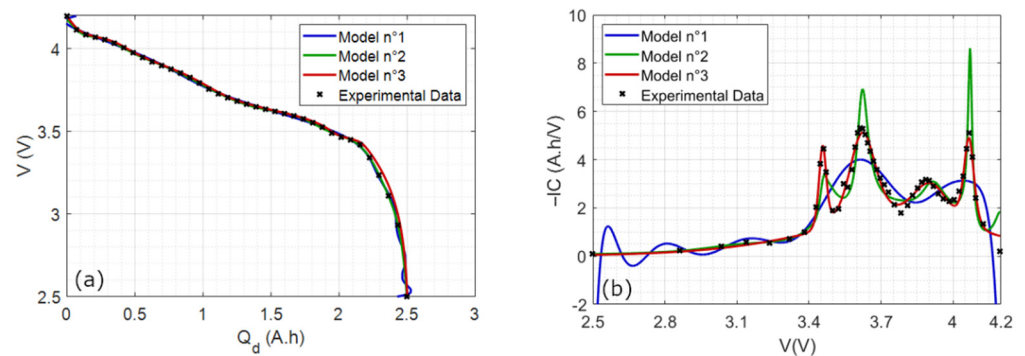 4
3.5
3
2.5
V (V)
0
0.5
1
1.5
2
2.5
3
Q_d (A.h)
(a)
Model n°1
Model n°2
Model n°3
Experimental Data
10
8
6
4
2
0
-2
−IC (A.h/V)
2.5
2.8
3.1
3.4
3.7
4
4.2
V(V)
(b)
Model n°1
Model n°2
Model n°3
Experimental Data